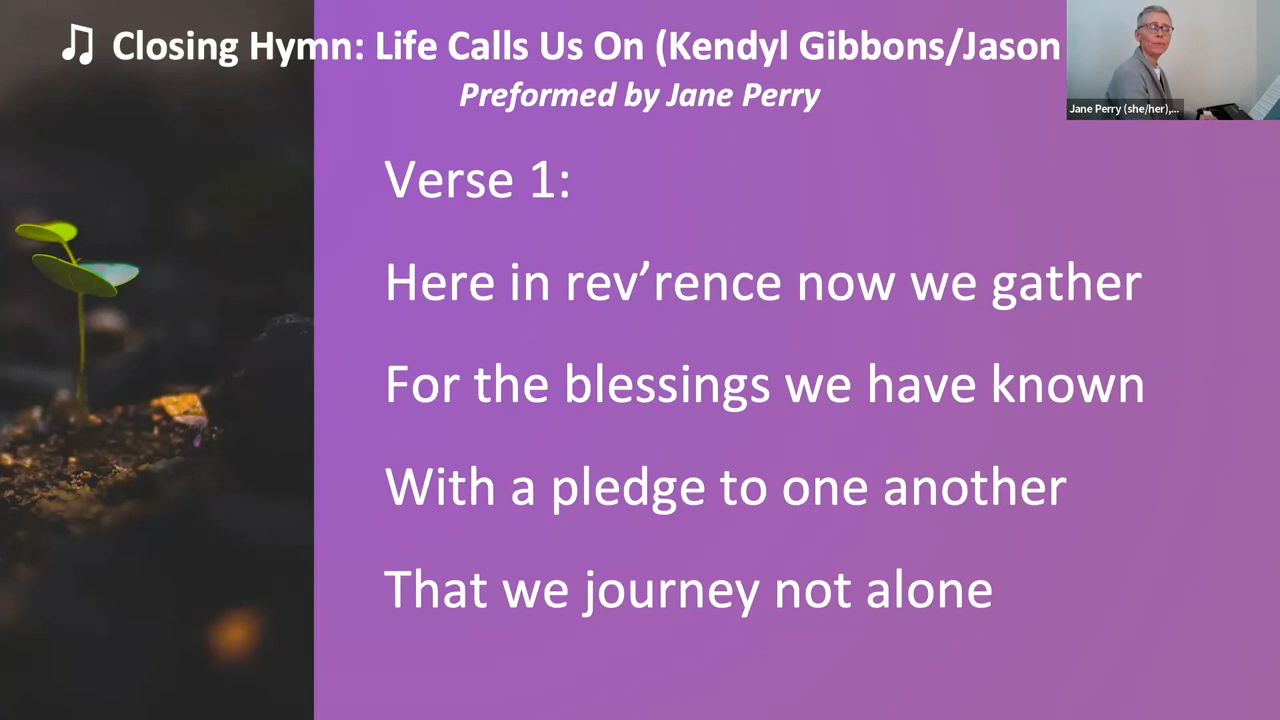 ♫ Closing Hymn: Life Calls Us On (Kendyl Gibbons/Jason
Preformed by Jane Perry
Jane Perry (she/her),...
Verse 1:
Here in rev’rence now we gather
For the blessings we have known
With a pledge to one another
That we journey not alone